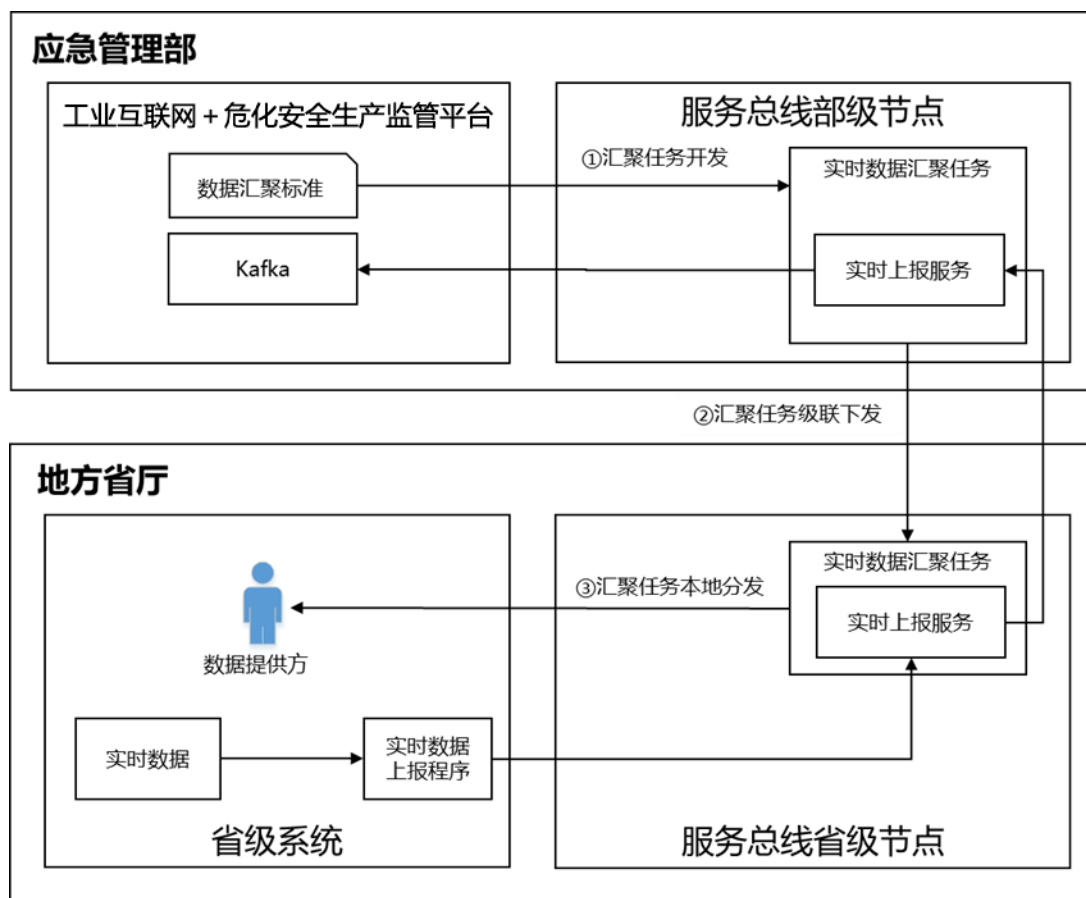 应急管理部
工业互联网+危化安全生产监管平台
数据汇聚标准
Kafka
服务总线部级节点
①汇聚任务开发
实时数据汇聚任务
实时上报服务
②汇聚任务级联下发
地方省厅
数据提供方
实时数据
实时数据
上报程序
省级系统
③汇聚任务本地分发
实时数据汇聚任务
实时上报服务
服务总线省级节点